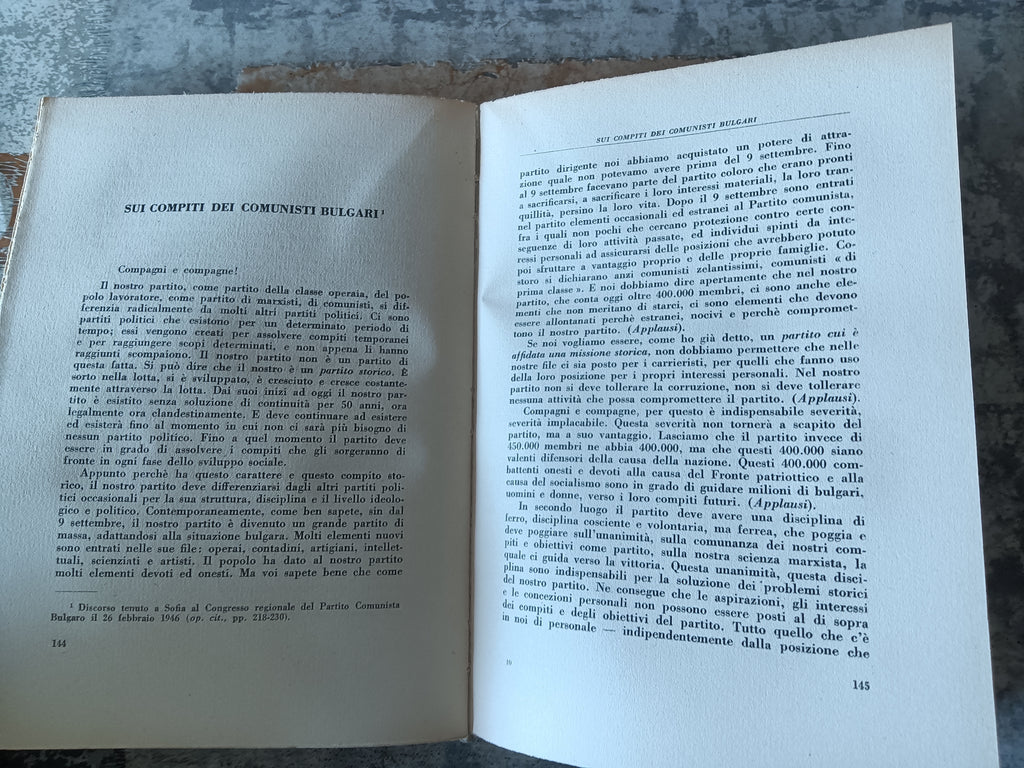 SUI COMPITI DEI COMUNISTI BULGARI ¹
Compagni e compagne!
Il nostro partito, come partito della classe operaia, del po-
polo lavoratore, come partito di marxisti, di comunisti, si dif-
ferenzia radicalmente da molti altri partiti politici. Ci sono
partiti politici che esistono per un determinato periodo di
tempo; essi vengono creati per assolvere compiti temporanei
e per raggiungere scopi determinati, e non appena li hanno
raggiunti scompaiono. Il nostro partito non è un partito di
questa fatta. Si può dire che il nostro è un partito storico. È
sorto nella lotta, si è sviluppato, è cresciuto e cresce costante-
mente attraverso la lotta. Dai suoi inizi ad oggi il nostro par-
tito è esistito senza soluzione di continuità per 50 anni, ora
legalmente ora clandestinamente. E deve continuare ad esistere
ed esisterà fino al momento in cui non ci sarà più bisogno di
nessun partito politico. Fino a quel momento il partito deve
essere in grado di assolvere i compiti che gli sorgeranno di
fronte in ogni fase dello sviluppo sociale.
Appunto perchè ha questo carattere e questo compito sto-
rico, il nostro partito deve differenziarsi dagli altri partiti poli-
tici occasionali per la sua struttura, disciplina e il livello ideolo-
gico e politico. Contemporaneamente, come ben sapete, sin dal
9 settembre, il nostro partito è divenuto un grande partito di
massa, adattandosi alla situazione bulgara. Molti elementi nuovi
sono entrati nelle sue file: operai, contadini, artigiani, intellet-
tuali, scienziati e artisti. Il popolo ha dato al nostro partito
molti elementi devoti ed onesti. Ma voi sapete bene che come
¹ Discorso tenuto a Sofia al Congresso regionale del Partito Comunista
Bulgaro il 26 febbraio 1946 (op. cit., pp. 218-230).
144
SUI COMPITI DEI COMUNISTI BULGARI
partito dirigente noi abbiamo acquistato un potere di attra-
zione quale non potevamo avere prima del 9 settembre. Fino
al 9 settembre facevano parte del partito coloro che erano pronti
a sacrificarsi, a sacrificare i loro interessi materiali, la loro tran-
quillità, persino la loro vita. Dopo il 9 settembre sono entrati
nel partito elementi occasionali ed estranei al Partito comunista,
fra i quali non pochi che cercano protezione contro certe con-
seguenze di loro attività passate, ed individui spinti da inte-
ressi personali ad assicurarsi delle posizioni che avrebbero potuto
poi sfruttare a vantaggio proprio e delle proprie famiglie. Co-
storo si dichiarano anzi comunisti zelantissimi, comunisti « di
prima classe ». E noi dobbiamo dire apertamente che nel nostro
partito, che conta oggi oltre 400.000 membri, ci sono anche ele-
menti che non meritano di starci, ci sono elementi che devono
essere allontanati perchè estranei, nocivi e perchè compromet-
tono il nostro partito. (Applausi).
Se noi vogliamo essere, come ho già detto, un partito cui è
affidata una missione storica, non dobbiamo permettere che nelle
nostre file ci sia posto per i carrieristi, per quelli che fanno uso
della loro posizione per i propri interessi personali. Nel nostro
partito non si deve tollerare la corruzione, non si deve tollerare
nessuna attività che possa compromettere il partito. (Applausi).
Compagni e compagne, per questo è indispensabile severità,
severità implacabile. Questa severità non tornerà a scapito del
partito, ma a suo vantaggio. Lasciamo che il partito invece di
450.000 membri ne abbia 400.000, ma che questi 400.000 siano
valenti difensori della causa della nazione. Questi 400.000 com-
battenti onesti e devoti alla causa del Fronte patriottico e alla
causa del socialismo sono in grado di guidare milioni di bulgari,
uomini e donne, verso i loro compiti futuri. (Applausi).
In secondo luogo il partito deve avere una disciplina di
ferro, disciplina cosciente e volontaria, ma ferrea, che poggia e
deve poggiare sull'unanimità, sulla comunanza dei nostri com-
piti e obiettivi come partito, sulla nostra scienza marxista, la
quale ci guida verso la vittoria. Questa unanimità, questa disci-
plina sono indispensabili per la soluzione dei problemi storici
del nostro partito. Ne consegue che le aspirazioni, gli interessi
e le concezioni personali non possono essere posti al di sopra
dei compiti e degli obiettivi del partito. Tutto quello che c'è
in noi di personale — indipendentemente dalla posizione che
10
145